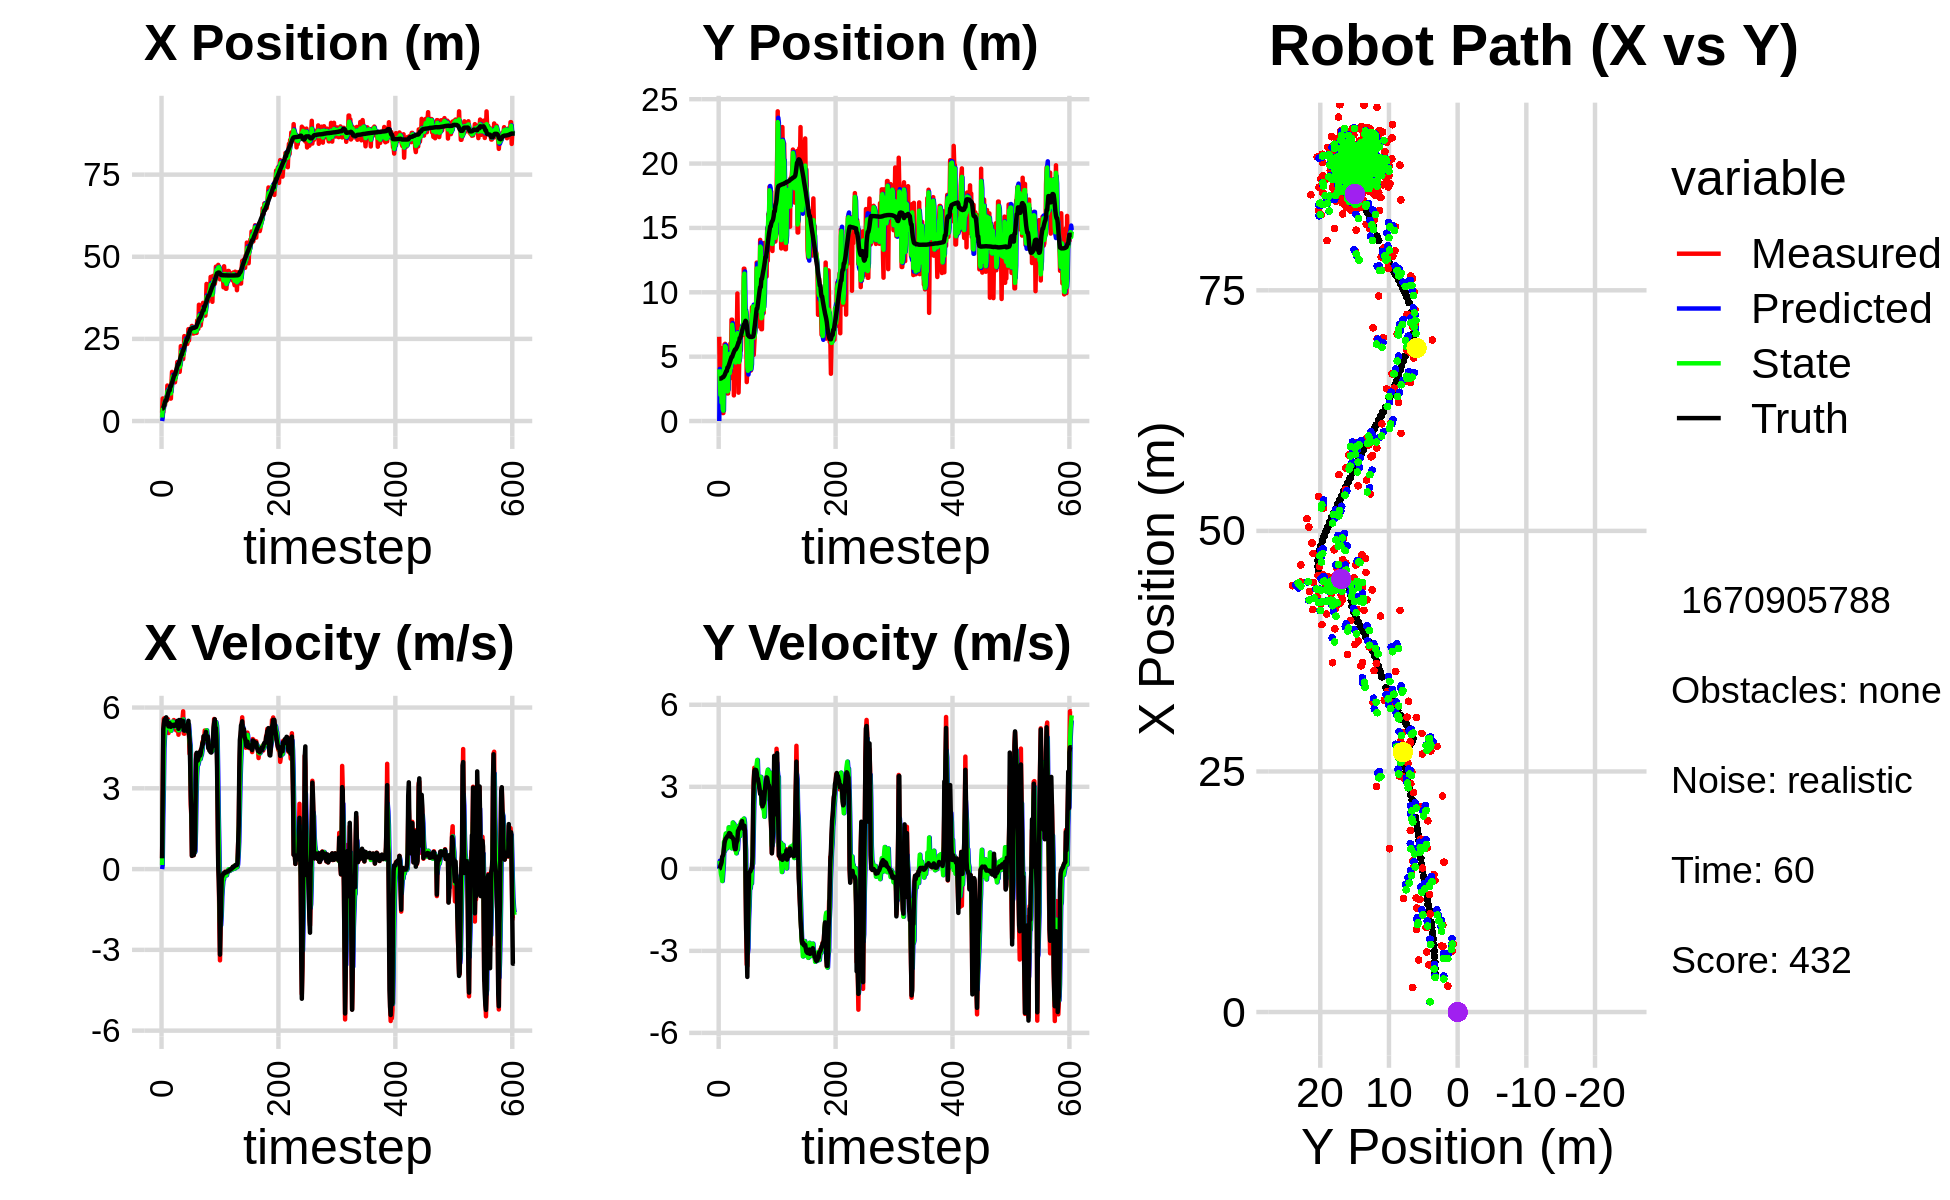 X Position (m)
75
50
25
0
0
200
400
600
timestep
Y Position (m)
25
20
15
10
5
0
0
200
400
600
timestep
X Velocity (m/s)
6
3
0
-3
-6
0
200
400
600
timestep
Y Velocity (m/s)
6
3
0
-3
-6
0
200
400
600
timestep
Robot Path (X vs Y)
X Position (m)
75
50
25
0
20 10 0 -10 -20
Y Position (m)
variable
Measured
Predicted
State
Truth
1670905788
Obstacles: none
Noise: realistic
Time: 60
Score: 432